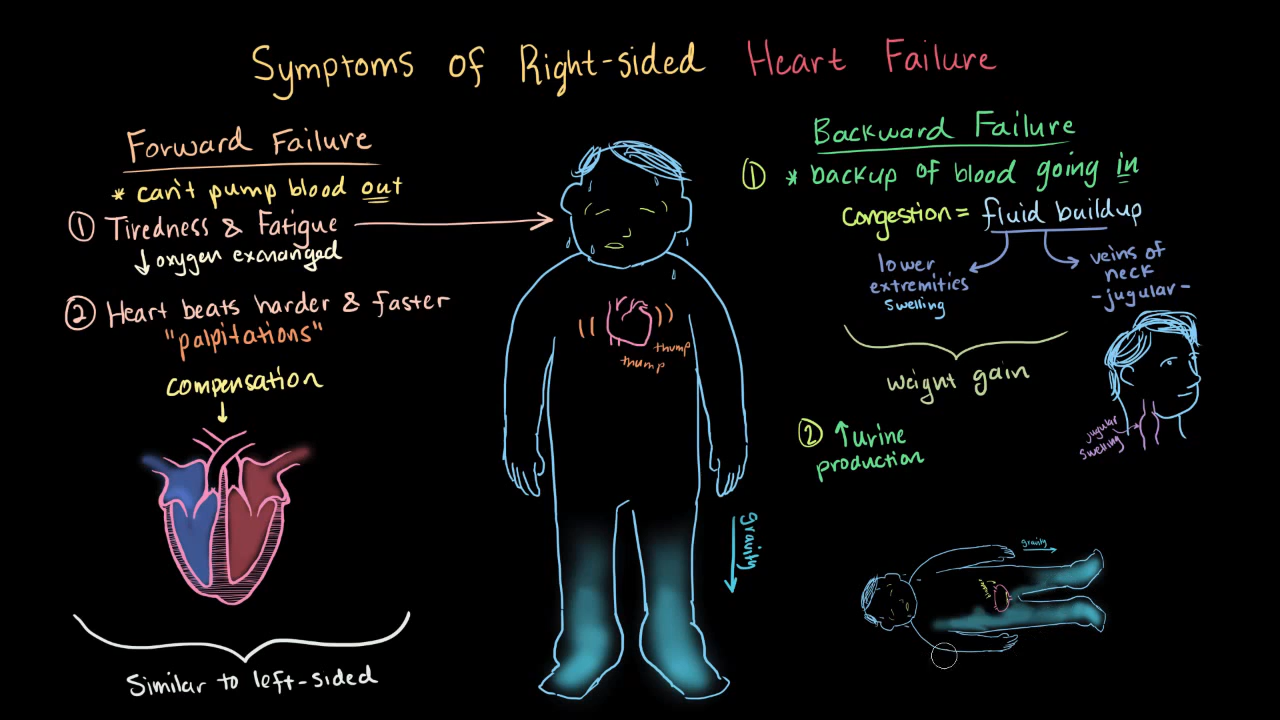 Symptoms of Right-sided Heart Failure
Forward Failure
* can't pump blood out
① Tiredness & Fatigue
↓ oxygen exchanged
② Heart beats harder & faster
"palpitations"
compensation
↓
Similar to left-sided
thump
thump
gravity
Backward Failure
① * backup of blood going in
congestion = fluid buildup
lower
extremities
swelling
veins of
neck
-jugular-
weight gain
jugular
swelling
② ↑urine
production
gravity